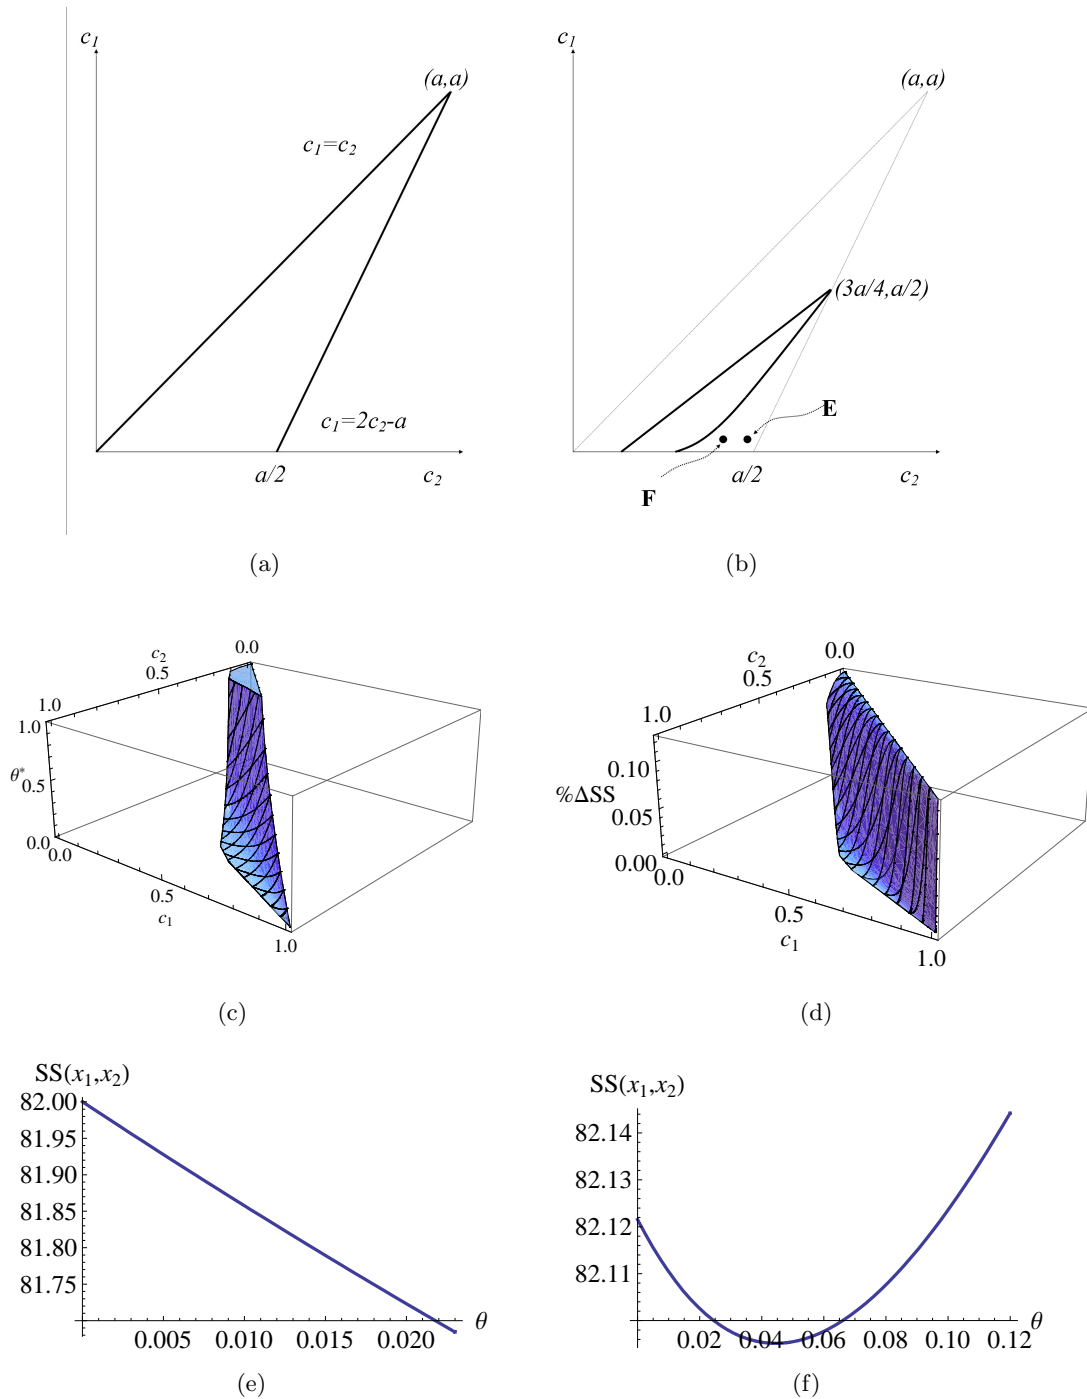 c₁
(a,a)
c₁=c₂
c₁=2c₂-a
a/2
c₂
(a)
c₁
(a,a)
(3a/4,a/2)
E
F
a/2
c₂
(b)
0.0
c₂
0.5
1.0
1.0
θ*
0.5
0.0
0.0
0.5
c₁
1.0
(c)
0.0
c₂
0.5
1.0
0.10
%ΔSS
0.05
0.00
0.0
0.5
c₁
1.0
(d)
SS(x₁,x₂)
82.00
81.95
81.90
81.85
81.80
81.75
0.005 0.010 0.015 0.020
θ
(e)
SS(x₁,x₂)
82.14
82.13
82.12
82.11
0.02 0.04 0.06 0.08 0.10 0.12
θ
(f)